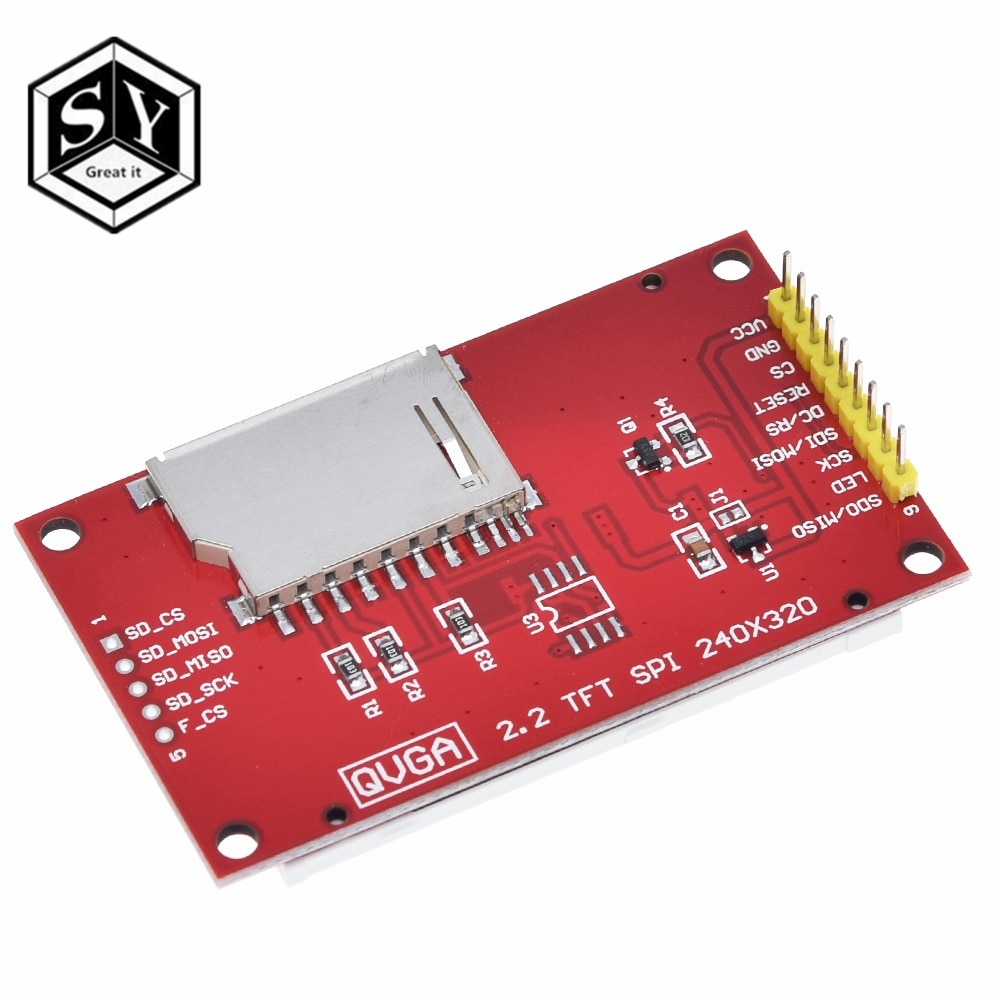 SY
Great it
VCC
GND
CS
RESET
DC/RS
SDI/MOSI
SCK
LED
SDO/MISO
9
Q1
R4
J1
C1
U1
U3
1
SD_CS
SD_MOSI
SD_MISO
SD_SCK
F_CS
5
R1
R2
R3
QVGA
2.2 TFT SPI 240X320